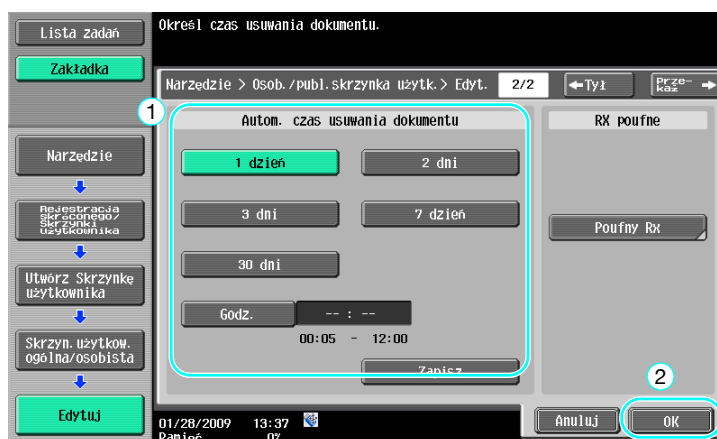 Lista zadań
Zakładka
Określ czas usuwania dokumentu.
Narzędzie > Osob./publ.skrzynka użytk.> Edyt.
2/2
←Tył
Prze-
każ →
1
Autom. czas usuwania dokumentu
1 dzień
2 dni
3 dni
7 dzień
30 dni
Godz.
-- : --
00:05 - 12:00
Zapisz
RX poufne
Poufny Rx
Narzędzie
Rejestracja
skróconego/
Skrzynki
Użytkownika
Utwórz Skrzynkę
użytkownika
Skrzyn.użytkow.
ogólna/osobista
Edytuj
2
Anuluj
OK
01/28/2009 13:37
Pamięć 0%